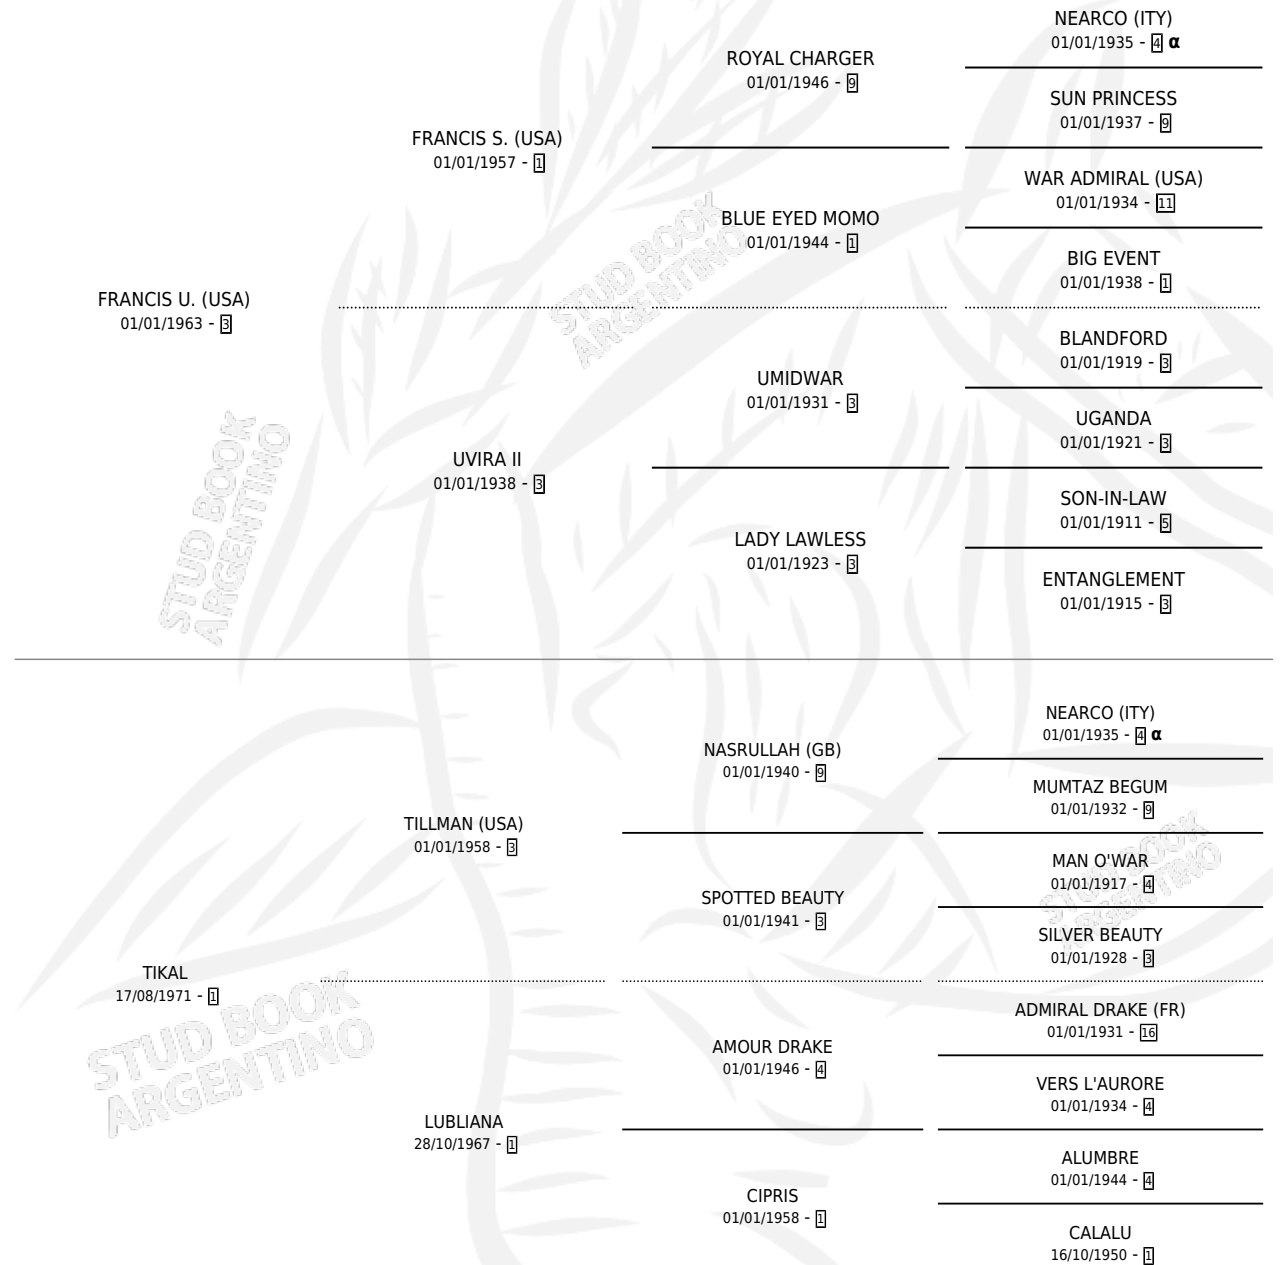 NEARCO (ITY)
01/01/1935 - 4 α
ROYAL CHARGER
01/01/1946 - 9
SUN PRINCESS
01/01/1937 - 9
FRANCIS S. (USA)
01/01/1957 - 1
WAR ADMIRAL (USA)
01/01/1934 - 11
BLUE EYED MOMO
01/01/1944 - 1
BIG EVENT
01/01/1938 - 1
FRANCIS U. (USA)
01/01/1963 - 3
BLANDFORD
01/01/1919 - 3
UMIDWAR
01/01/1931 - 3
UGANDA
01/01/1921 - 3
UVIRA II
01/01/1938 - 3
SON-IN-LAW
01/01/1911 - 5
LADY LAWLESS
01/01/1923 - 3
ENTANGLEMENT
01/01/1915 - 3
STUD BOOK
ARGENTINO
STUD BOOK
ARGENTINO
NEARCO (ITY)
01/01/1935 - 4 α
NASRULLAH (GB)
01/01/1940 - 9
MUMTAZ BEGUM
01/01/1932 - 9
TILLMAN (USA)
01/01/1958 - 3
MAN O'WAR
01/01/1917 - 4
SPOTTED BEAUTY
01/01/1941 - 3
SILVER BEAUTY
01/01/1928 - 3
TIKAL
17/08/1971 - 1
ADMIRAL DRAKE (FR)
01/01/1931 - 16
AMOUR DRAKE
01/01/1946 - 4
VERS L'AURORE
01/01/1934 - 4
LUBLIANA
28/10/1967 - 1
ALUMBRE
01/01/1944 - 4
CIPRIS
01/01/1958 - 1
CALALU
16/10/1950 - 1
STUD BOOK
ARGENTINO
STUD BOOK
ARGENTINO